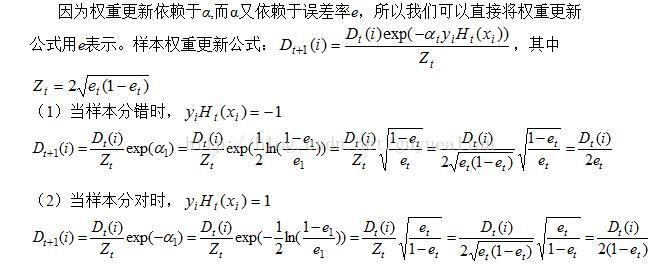 因为权重更新依赖于α,而α又依赖于误差率e，所以我们可以直接将权重更新
公式用e表示。样本权重更新公式：D_{t+1}(i) = \frac{D_t(i)exp(-α_t y_i H_t(x_i))}{Z_t}，其中
Z_t = 2\sqrt{e_t(1-e_t)}
（1）当样本分错时，y_i H_t(x_i) = -1
D_{t+1}(i) = \frac{D_t(i)}{Z_t} exp(α_1) = \frac{D_t(i)}{Z_t} exp(\frac{1}{2} ln(\frac{1-e_1}{e_1})) = \frac{D_t(i)}{Z_t} \sqrt{\frac{1-e_t}{e_t}} = \frac{D_t(i)}{2\sqrt{e_t(1-e_t)}} \sqrt{\frac{1-e_t}{e_t}} = \frac{D_t(i)}{2e_t}
（2）当样本分对时，y_i H_t(x_i) = 1
D_{t+1}(i) = \frac{D_t(i)}{Z_t} exp(-α_1) = \frac{D_t(i)}{Z_t} exp(-\frac{1}{2} ln(\frac{1-e_1}{e_1})) = \frac{D_t(i)}{Z_t} \sqrt{\frac{e_t}{1-e_t}} = \frac{D_t(i)}{2\sqrt{e_t(1-e_t)}} \sqrt{\frac{e_t}{1-e_t}} = \frac{D_t(i)}{2(1-e_t)}